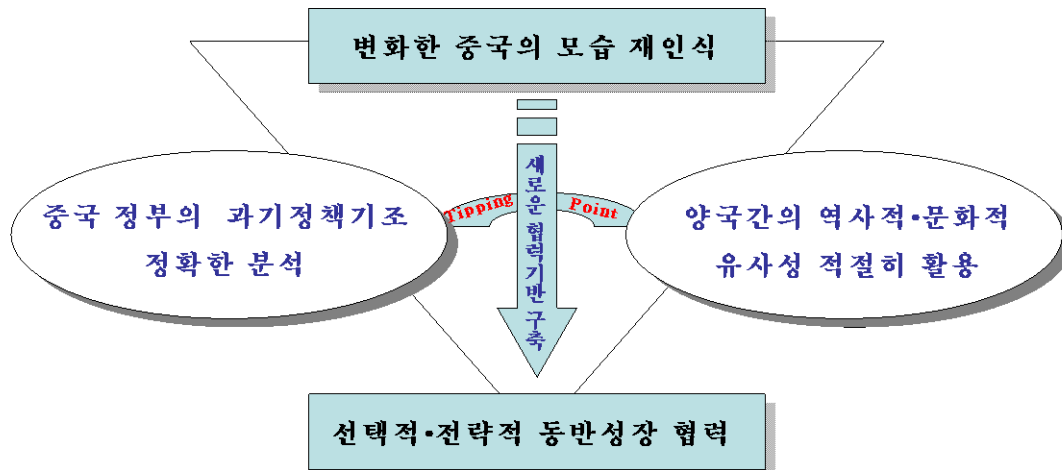 변화한 중국의 모습 재인식
중국 정부의 과기정책기조
정확한 분석
Tipping Point
새로운 협력기반 구축
양국간의 역사적·문화적
유사성 적절히 활용
선택적·전략적 동반성장 협력